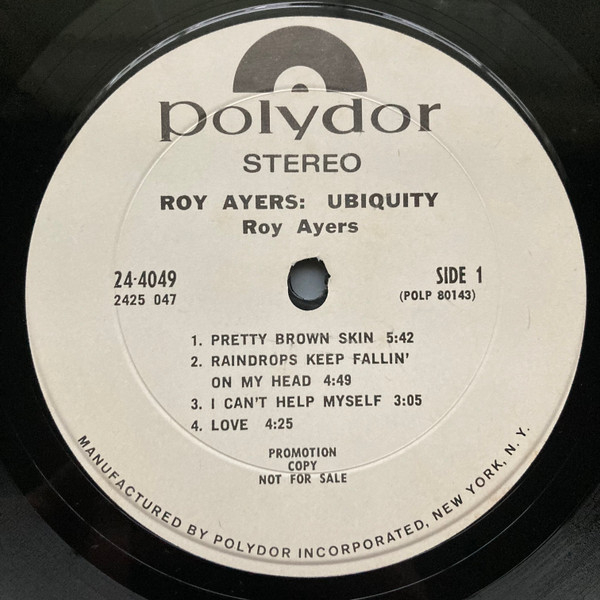 polydor
STEREO
ROY AYERS: UBIQUITY
Roy Ayers
24-4049
2425 047
SIDE 1
(POLP 80143)
1. PRETTY BROWN SKIN 5:42
2. RAINDROPS KEEP FALLIN'
ON MY HEAD 4:49
3. I CAN'T HELP MYSELF 3:05
4. LOVE 4:25
PROMOTION
COPY
NOT FOR SALE
MANUFACTURED BY POLYDOR INCORPORATED, NEW YORK, N. Y.